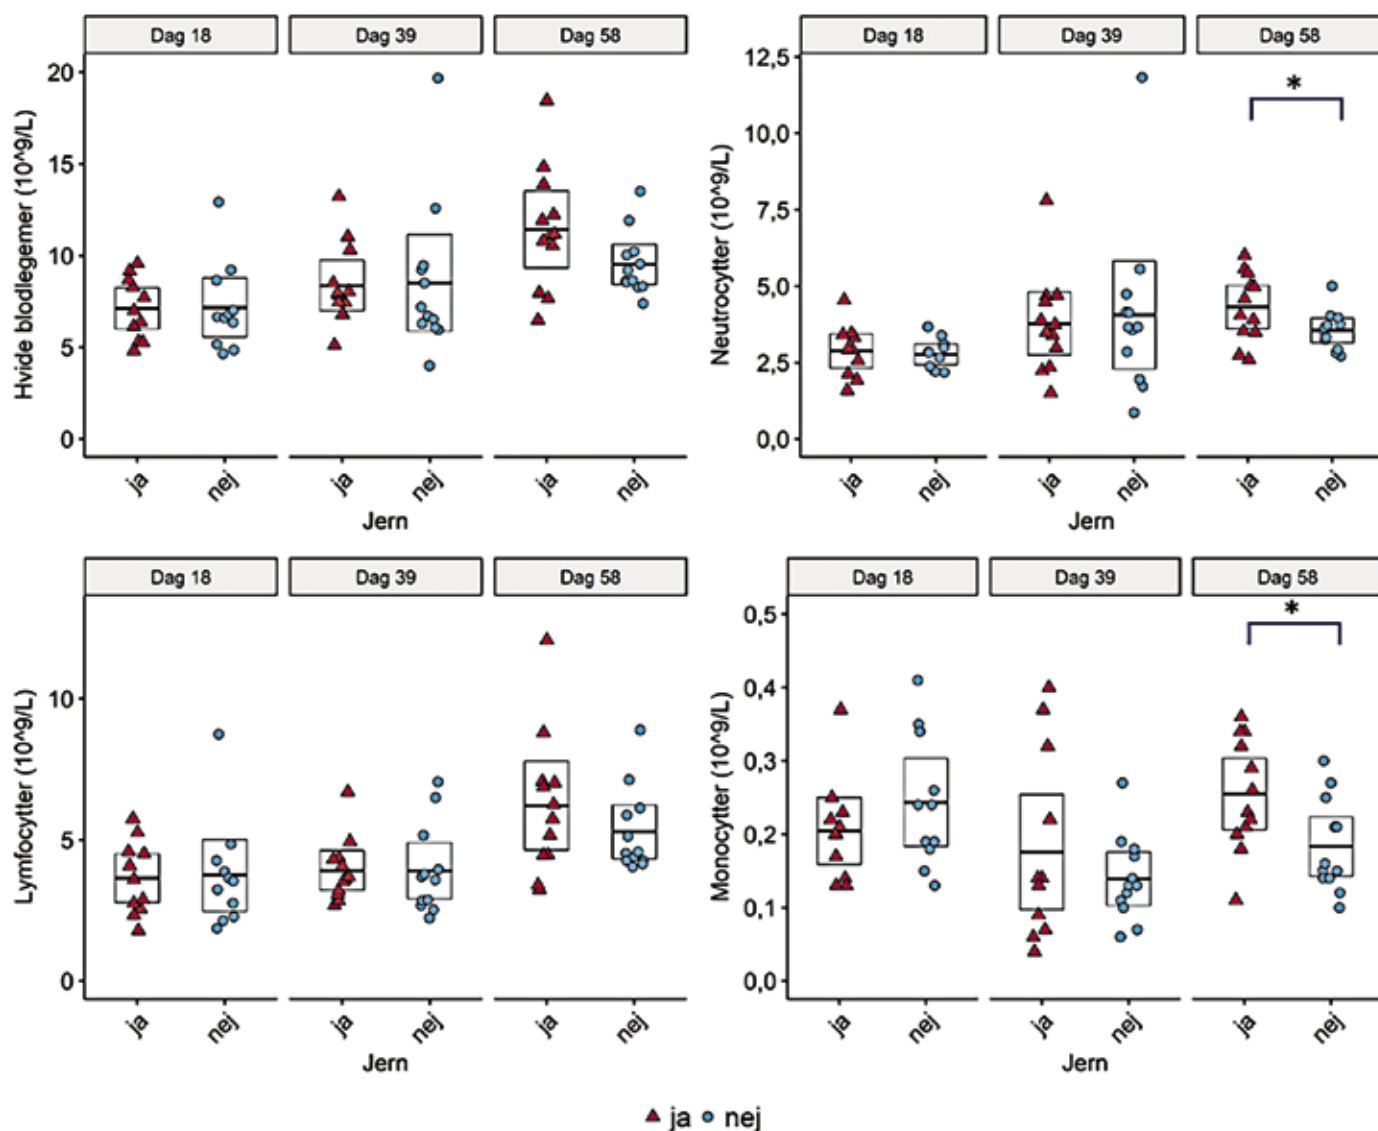 Dag 18 Dag 39 Dag 58
Hvide blodlegemer (10^9/L)
20
15
10
5
0
ja nej ja nej ja nej
Jern
Dag 18 Dag 39 Dag 58
*
Neutrocytter (10^9/L)
12,5
10,0
7,5
5,0
2,5
0,0
ja nej ja nej ja nej
Jern
Dag 18 Dag 39 Dag 58
Lymfocytter (10^9/L)
10
5
0
ja nej ja nej ja nej
Jern
Dag 18 Dag 39 Dag 58
*
Monocytter (10^9/L)
0,5
0,4
0,3
0,2
0,1
0,0
ja nej ja nej ja nej
Jern
ja nej